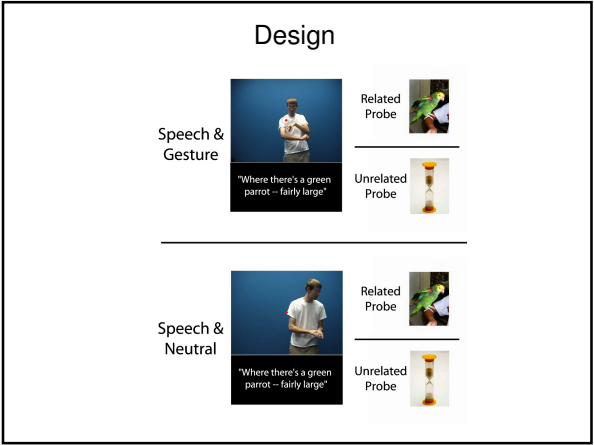 Design
Speech &
Gesture
"Where there's a green
parrot -- fairly large"
Related
Probe
Unrelated
Probe
Speech &
Neutral
"Where there's a green
parrot -- fairly large"
Related
Probe
Unrelated
Probe